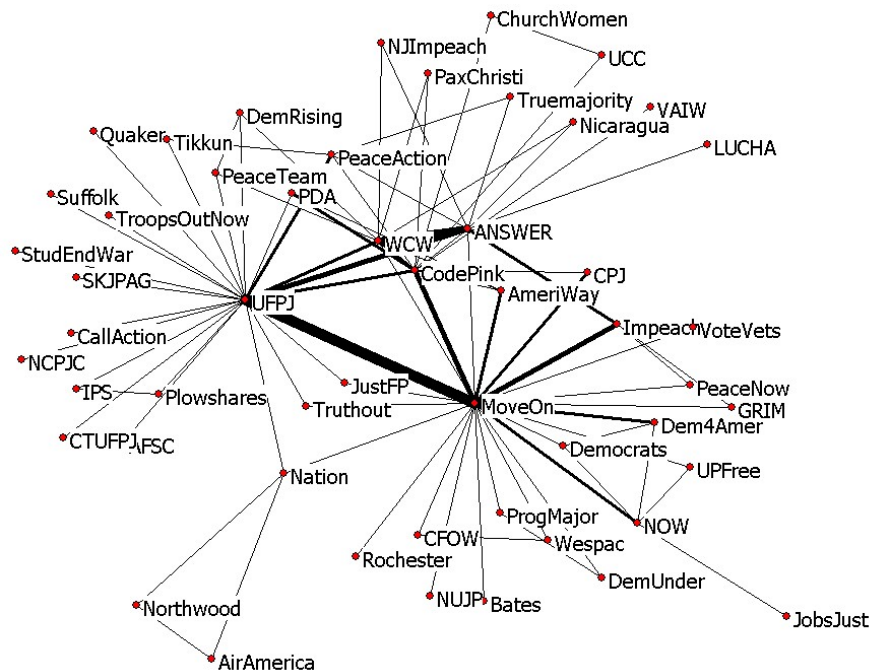 ChurchWomen
NJImpeach
UCC
PaxChristi
Truemajority
VAIW
DemRising
Nicaragua
Quaker
Tikkun
LUCHA
PeaceAction
PeaceTeam
PDA
Suffolk
TroopsOutNow
ANSWER
WCW
StudEndWar
CodePink
CPJ
SKJPAG
AmeriWay
UFPJ
Impeach
VoteVets
CallAction
NCPJC
JustFP
PeaceNow
IPS
Plowshares
Truthout
MoveOn
GRIM
Dem4Amer
CTUFPJ
AFSC
Democrats
Nation
UPFree
ProgMajor
NOW
CFOW
Wespac
Rochester
DemUnder
NUJP
Bates
Northwood
JobsJust
AirAmerica